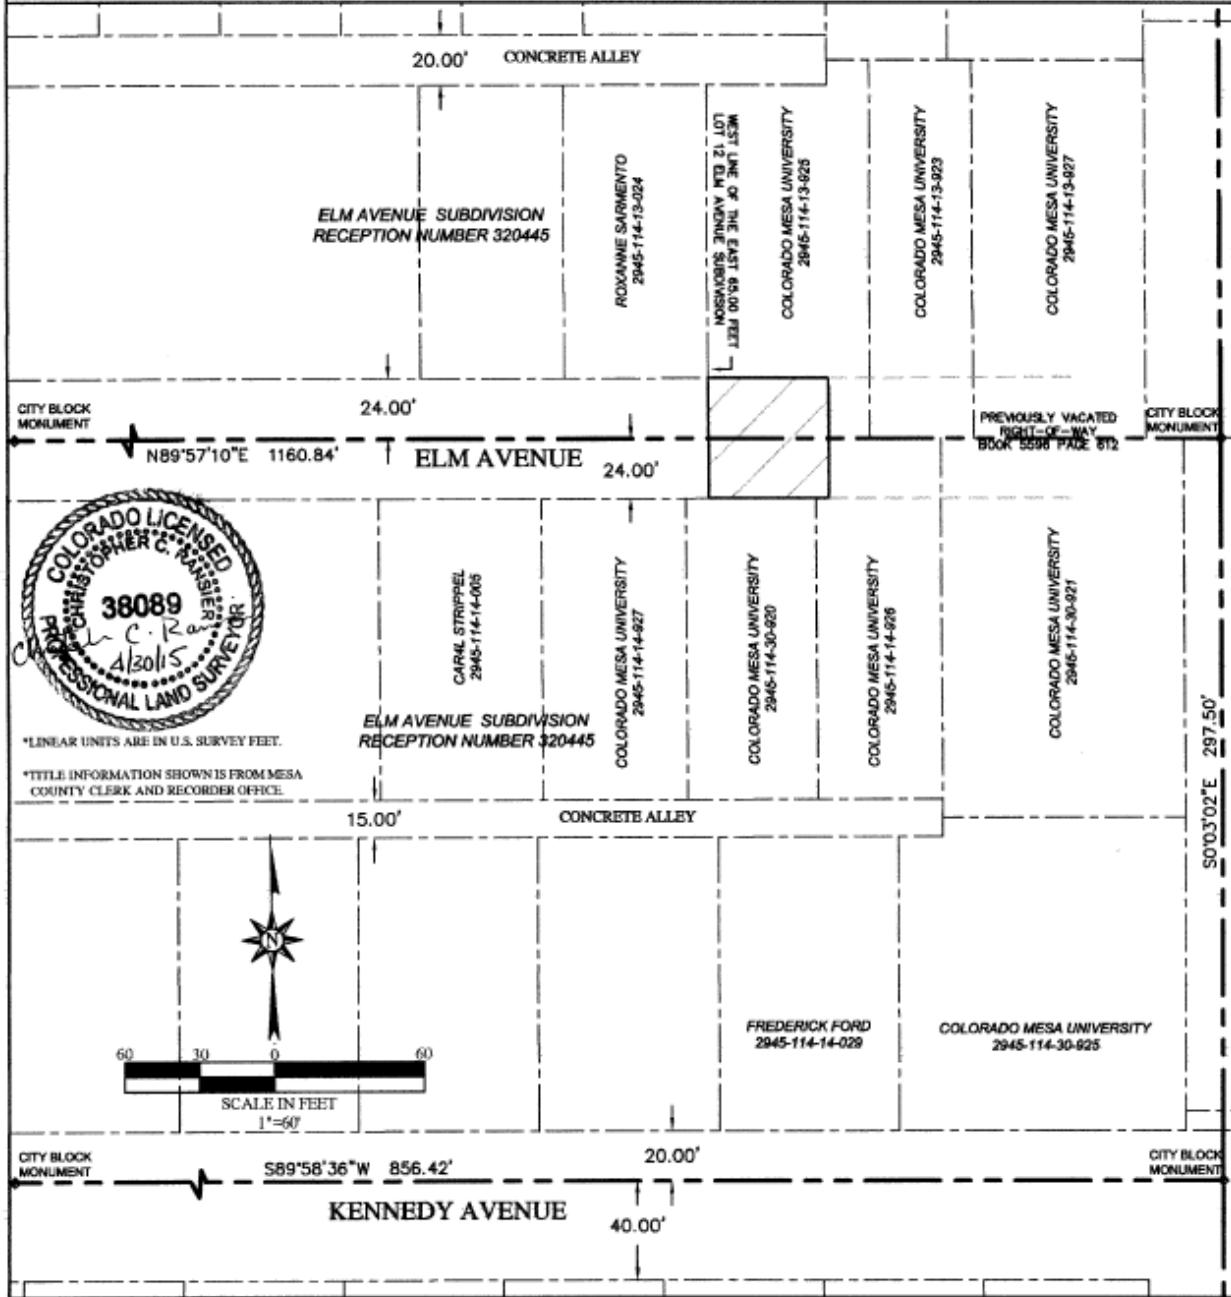 20.00' CONCRETE ALLEY
ELM AVENUE SUBDIVISION
RECEPTION NUMBER 320445
ROXANNE SARMENTO
2945-114-13-024
WEST LINE OF THE EAST 65.00 FEET
LOT 12 ELM AVENUE SUBDIVISION
COLORADO MESA UNIVERSITY
2945-114-13-925
COLORADO MESA UNIVERSITY
2945-114-13-923
COLORADO MESA UNIVERSITY
2945-114-13-927
24.00'
CITY BLOCK
MONUMENT
N89°57'10"E 1160.84'
ELM AVENUE
24.00'
PREVIOUSLY VACATED
RIGHT-OF-WAY
BOOK 5598 PAGE 612
CITY BLOCK
MONUMENT
COLORADO LICENSED
CHRISTOPHER C. RANSIER
38089
4/30/15
PROFESSIONAL LAND SURVEYOR
CARAL STRIPPEL
2945-114-14-005
COLORADO MESA UNIVERSITY
2945-114-14-927
COLORADO MESA UNIVERSITY
2945-114-30-920
COLORADO MESA UNIVERSITY
2945-114-14-926
COLORADO MESA UNIVERSITY
2945-114-30-921
ELM AVENUE SUBDIVISION
RECEPTION NUMBER 320445
*LINEAR UNITS ARE IN U.S. SURVEY FEET.
*TITLE INFORMATION SHOWN IS FROM MESA
COUNTY CLERK AND RECORDER OFFICE.
S0°03'02"E 297.50'
15.00' CONCRETE ALLEY
N
60 30 0 60
SCALE IN FEET
1"=60'
FREDERICK FORD
2945-114-14-029
COLORADO MESA UNIVERSITY
2945-114-30-925
CITY BLOCK
MONUMENT
S89°58'36"W 856.42'
20.00'
CITY BLOCK
MONUMENT
KENNEDY AVENUE
40.00'